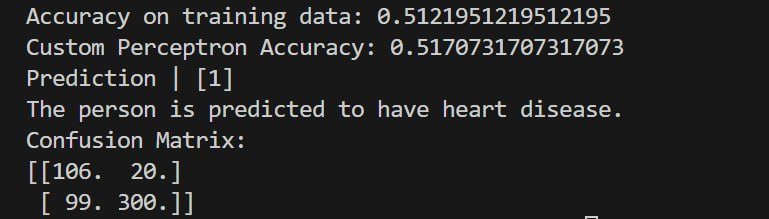 Accuracy on training data: 0.5121951219512195
Custom Perceptron Accuracy: 0.5170731707317073
Prediction | [1]
The person is predicted to have heart disease.
Confusion Matrix:
[[106.  20.]
 [ 99. 300.]]